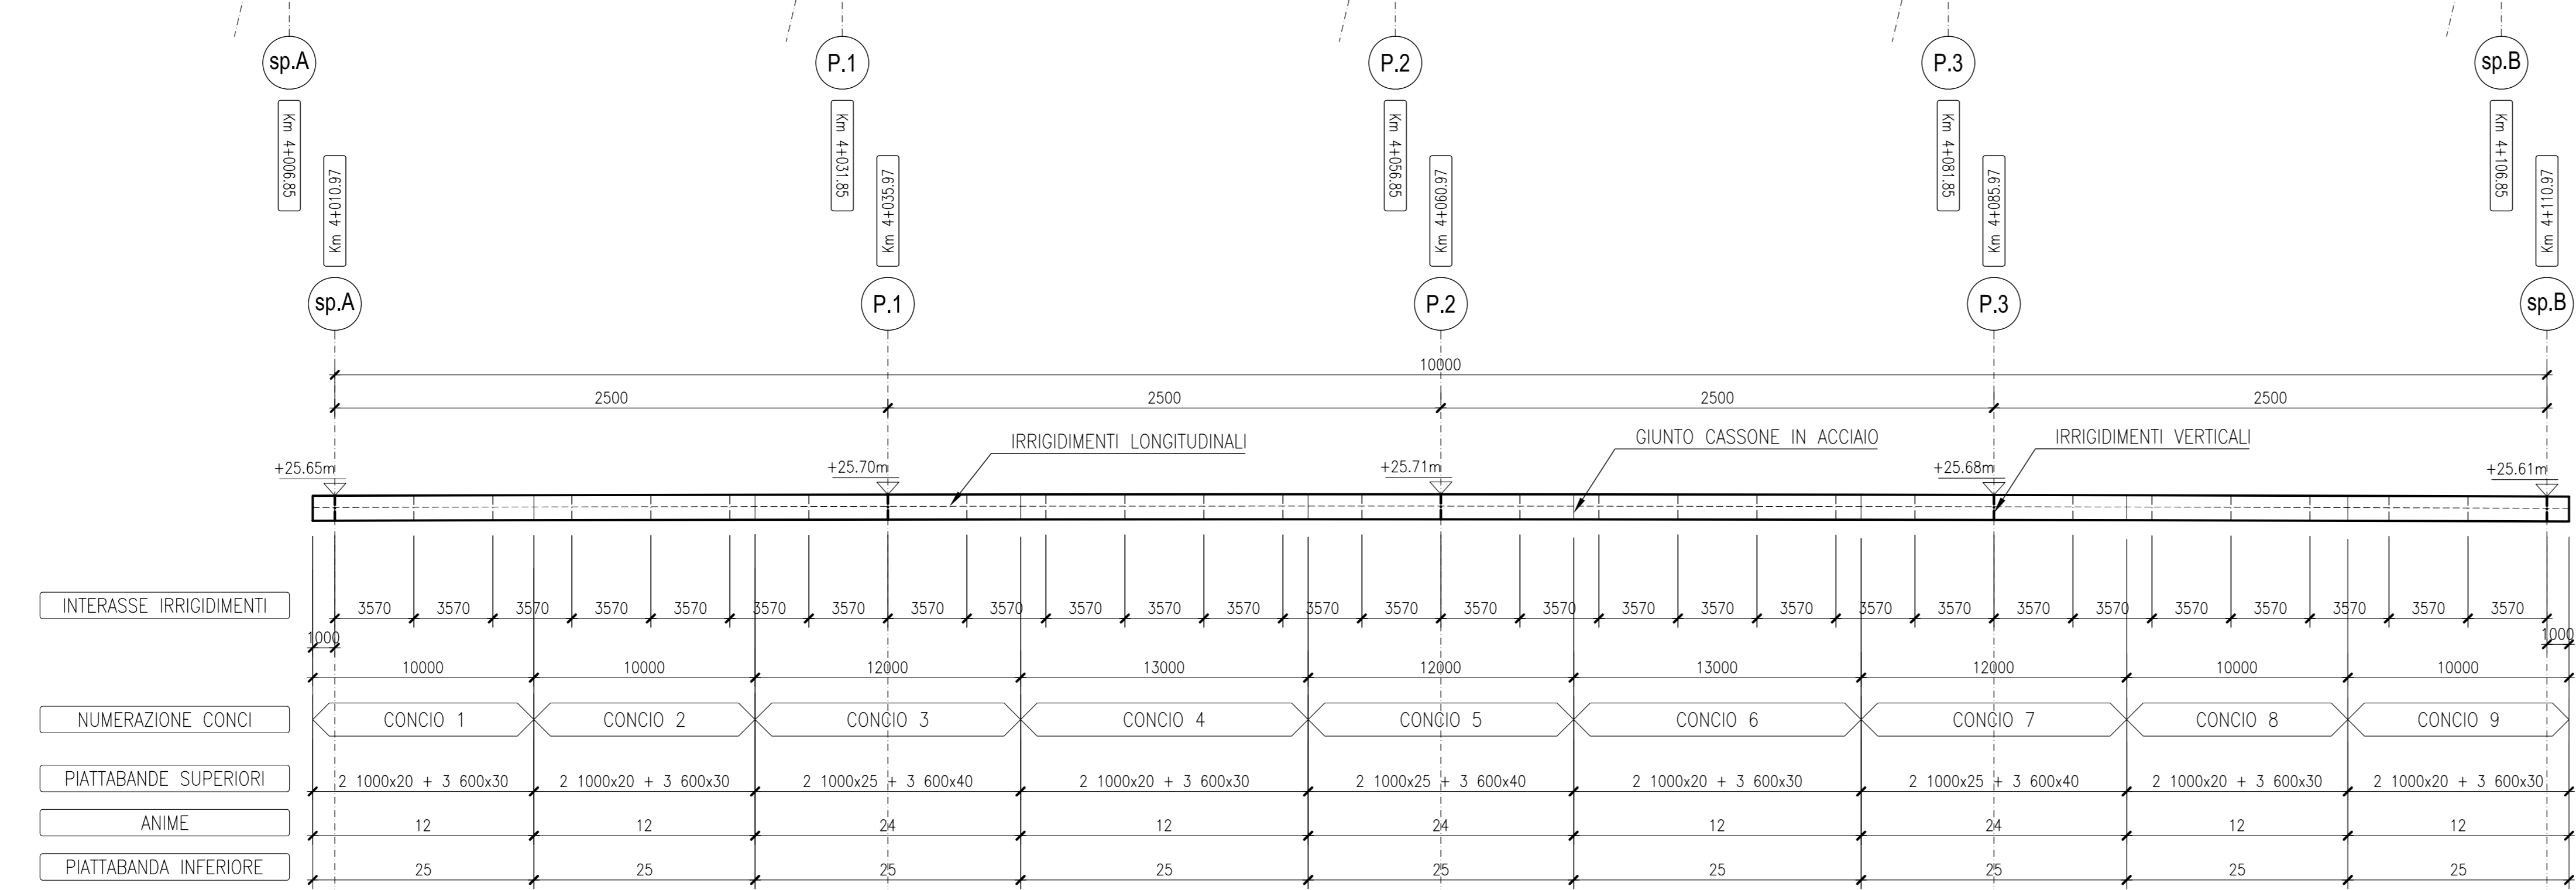 sp.A P.1 P.2 P.3 sp.B
Km 4+006.85 Km 4+031.85 Km 4+056.85 Km 4+081.85 Km 4+106.85
Km 4+010.97 Km 4+035.97 Km 4+060.97 Km 4+085.97 Km 4+110.97
sp.A P.1 P.2 P.3 sp.B
10000
2500 2500 2500 2500
IRRIGIDIMENTI LONGITUDINALI GIUNTO CASSONE IN ACCIAIO IRRIGIDIMENTI VERTICALI
+25.65m +25.70m +25.71m +25.68m +25.61m
INTERASSE IRRIGIDIMENTI 3570 3570 3570 3570 3570 3570 3570 3570 3570 3570 3570 3570 3570 3570 3570 3570 3570 3570 3570 3570 3570 3570 3570 3570 3570 3570 3570 3570
1000 1000
10000 10000 12000 13000 12000 13000 12000 10000 10000
NUMERAZIONE CONCI CONCIO 1 CONCIO 2 CONCIO 3 CONCIO 4 CONCIO 5 CONCIO 6 CONCIO 7 CONCIO 8 CONCIO 9
PIATTABANDE SUPERIORI 2 1000x20 + 3 600x30 2 1000x20 + 3 600x30 2 1000x25 + 3 600x40 2 1000x20 + 3 600x30 2 1000x25 + 3 600x40 2 1000x20 + 3 600x30 2 1000x25 + 3 600x40 2 1000x20 + 3 600x30 2 1000x20 + 3 600x30
ANIME 12 12 24 12 24 12 24 12 12
PIATTABANDA INFERIORE 25 25 25 25 25 25 25 25 25